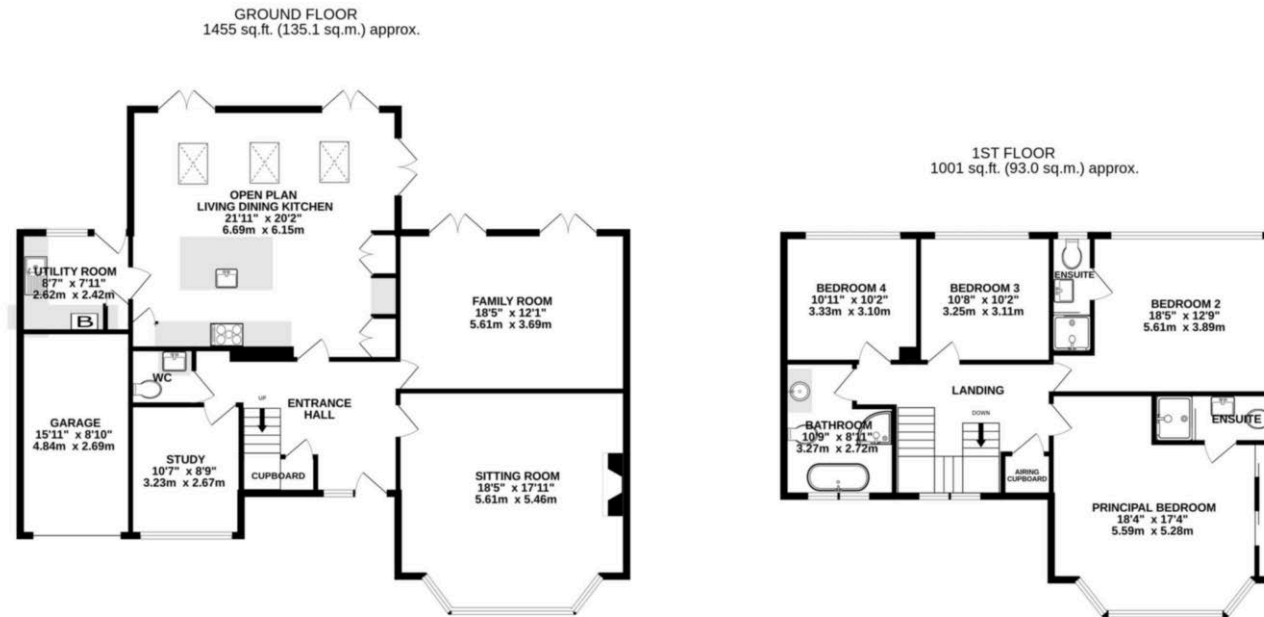 GROUND FLOOR
1455 sq.ft. (135.1 sq.m.) approx.
OPEN PLAN
LIVING DINING KITCHEN
21'11" x 20'2"
6.69m x 6.15m
UTILITY ROOM
8'7" x 7'11"
2.62m x 2.42m
B
FAMILY ROOM
18'5" x 12'1"
5.61m x 3.69m
WC
UP
ENTRANCE
HALL
GARAGE
15'11" x 8'10"
4.84m x 2.69m
STUDY
10'7" x 8'9"
3.23m x 2.67m
CUPBOARD
SITTING ROOM
18'5" x 17'11"
5.61m x 5.46m
1ST FLOOR
1001 sq.ft. (93.0 sq.m.) approx.
BEDROOM 4
10'11" x 10'2"
3.33m x 3.10m
BEDROOM 3
10'8" x 10'2"
3.25m x 3.11m
ENSUITE
BEDROOM 2
18'5" x 12'9"
5.61m x 3.89m
LANDING
DOWN
BATHROOM
10'9" x 8'11"
3.27m x 2.72m
ENSUITE
AIRING
CUPBOARD
PRINCIPAL BEDROOM
18'4" x 17'4"
5.59m x 5.28m